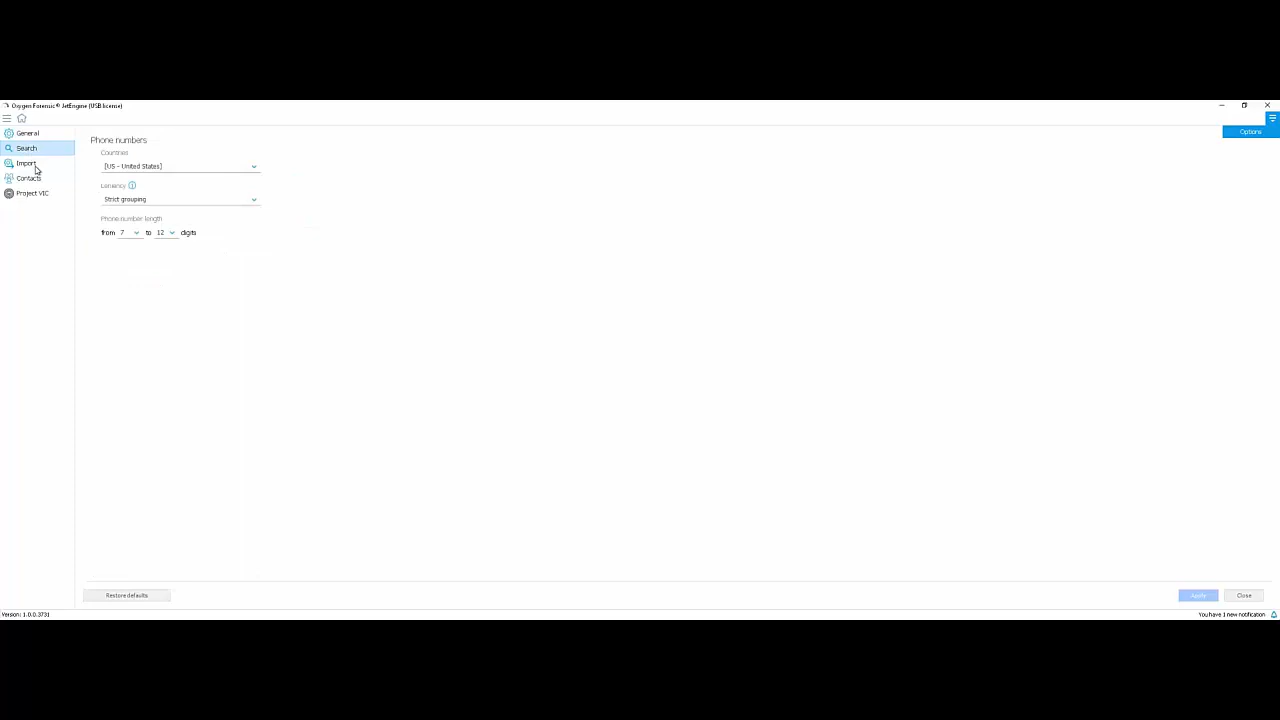 Oxygen Forensic® JetEngine (USB license)
Options
General
Search
Import
Contacts
Project VIC
Phone numbers
Countries
[US - United States]
Leniency
Strict grouping
Phone number length
from 7 to 12 digits
Restore defaults
Apply
Close
Version: 1.0.0.3731
You have 1 new notification